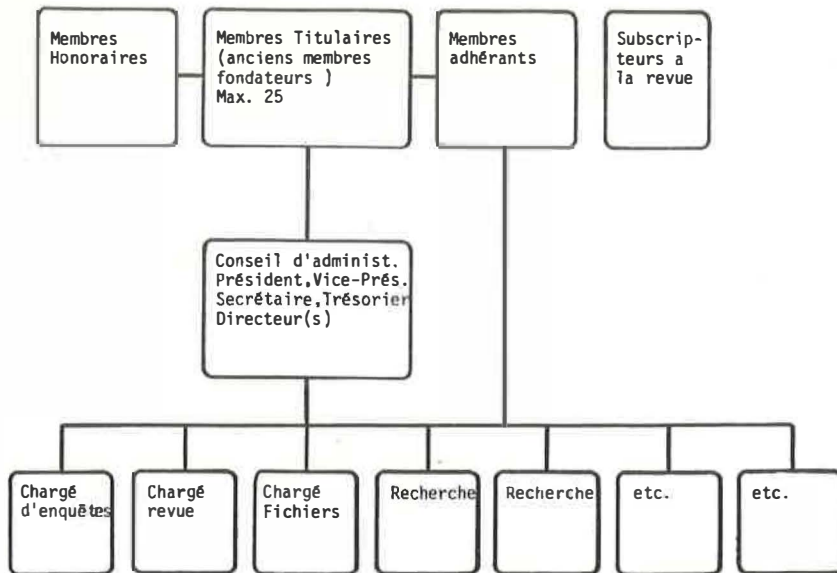 Membres
Honoraires
Membres Titulaires
(anciens membres
fondateurs )
Max. 25
Membres
adhérants
Subscrip-
teurs a
la revue
Conseil d'administ.
Président,Vice-Prés.
Secrétaire,Trésorier
Directeur(s)
Chargé
d'enquêtes
Chargé
revue
Chargé
Fichiers
Recherche
Recherche
etc.
etc.